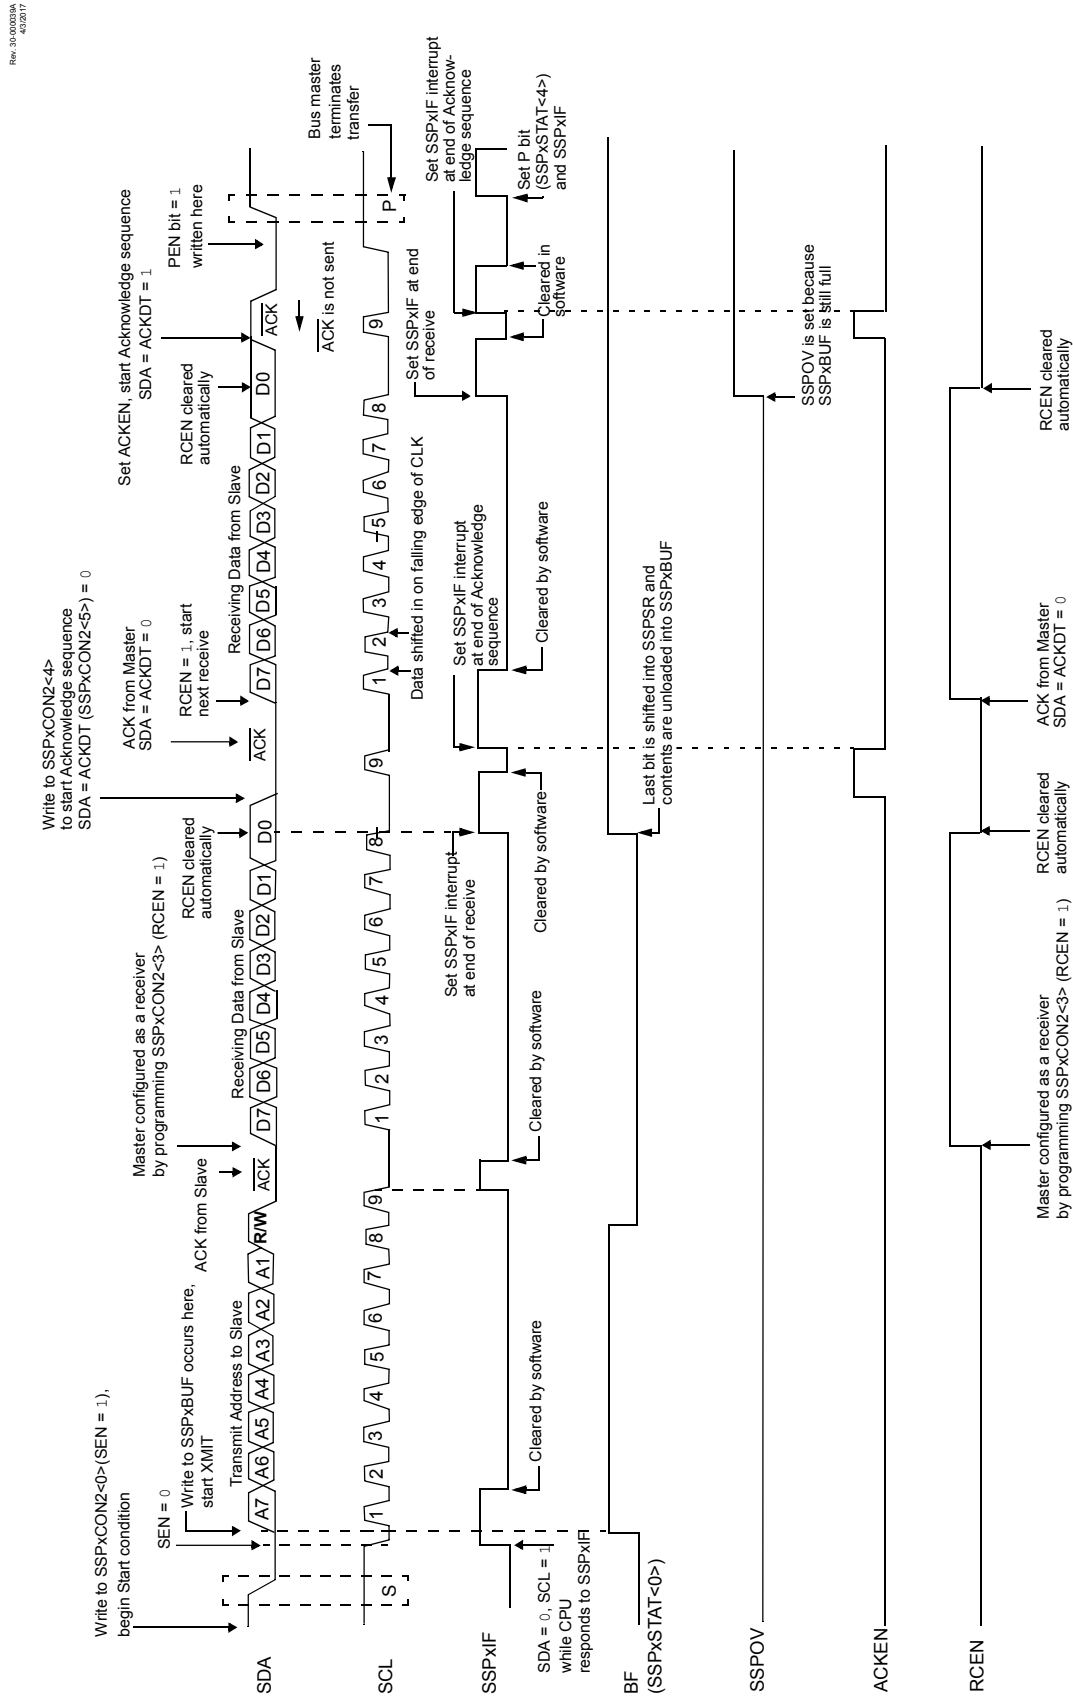 Rev. 30-000039A
4/3/2017
Write to SSPxCON2<4>
to start Acknowledge sequence
SDA = ACKDT (SSPxCON2<5>) = 0
Set ACKEN, start Acknowledge sequence
SDA = ACKDT = 1
Write to SSPxCON2<0>(SEN = 1),
begin Start condition
Master configured as a receiver
by programming SSPxCON2<3> (RCEN = 1)
ACK from Master
SDA = ACKDT = 0
PEN bit = 1
written here
SEN = 0
Write to SSPxBUF occurs here,
start XMIT
ACK from Slave
RCEN cleared
automatically
RCEN = 1, start
next receive
RCEN cleared
automatically
Transmit Address to Slave
Receiving Data from Slave
Receiving Data from Slave
SDA
A7 A6 A5 A4 A3 A2 A1 R/W ACK
D7 D6 D5 D4 D3 D2 D1 D0 ACK
D7 D6 D5 D4 D3 D2 D1 D0 ACK
ACK is not sent
Bus master
terminates
transfer
SCL
S 1 2 3 4 5 6 7 8 9
1 2 3 4 5 6 7 8 9
1 2 3 4 5 6 7 8 9 P
Data shifted in on falling edge of CLK
Set SSPxIF at end
of receive
Set SSPxIF interrupt
at end of receive
Set SSPxIF interrupt
at end of Acknowledge
sequence
Set SSPxIF interrupt
at end of Acknow-
ledge sequence
SSPxIF
SDA = 0, SCL = 1
while CPU
responds to SSPxIF
Cleared by software
Cleared by software
Cleared by software
Cleared by software
Cleared in
software
Set P bit
(SSPxSTAT<4>)
and SSPxIF
BF
(SSPxSTAT<0>)
Last bit is shifted into SSPSR and
contents are unloaded into SSPxBUF
SSPOV
SSPOV is set because
SSPxBUF is still full
ACKEN
RCEN
Master configured as a receiver
by programming SSPxCON2<3> (RCEN = 1)
RCEN cleared
automatically
ACK from Master
SDA = ACKDT = 0
RCEN cleared
automatically